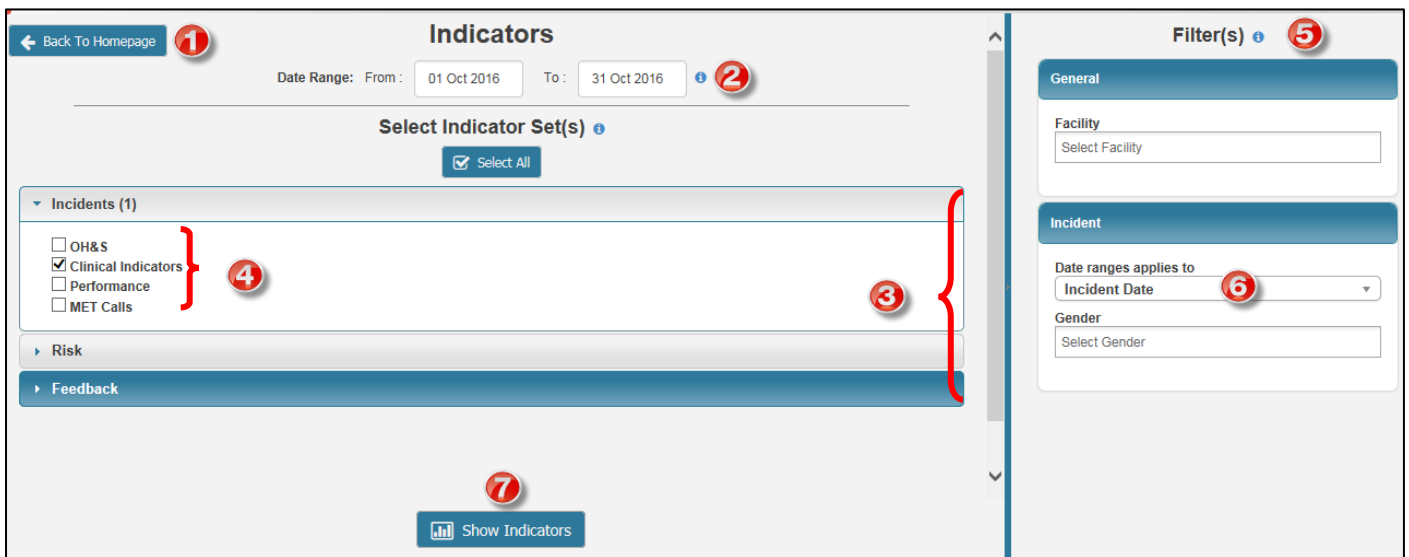 Back To Homepage
1
Indicators
Date Range: From : 01 Oct 2016 To : 31 Oct 2016
2
Select Indicator Set(s)
Select All
Incidents (1)
OH&S
Clinical Indicators
Performance
MET Calls
4
3
Risk
Feedback
7
Show Indicators
Filter(s)
5
General
Facility
Select Facility
Incident
Date ranges applies to
Incident Date
6
Gender
Select Gender